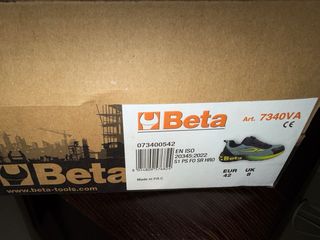 Beta
Art. 7340VA
CE
073400542
EN ISO
20345:2022
S1 PS FO SR HRO
Made in P.R.C.
EUR
42
UK
8
Beta
www.beta-tools.com